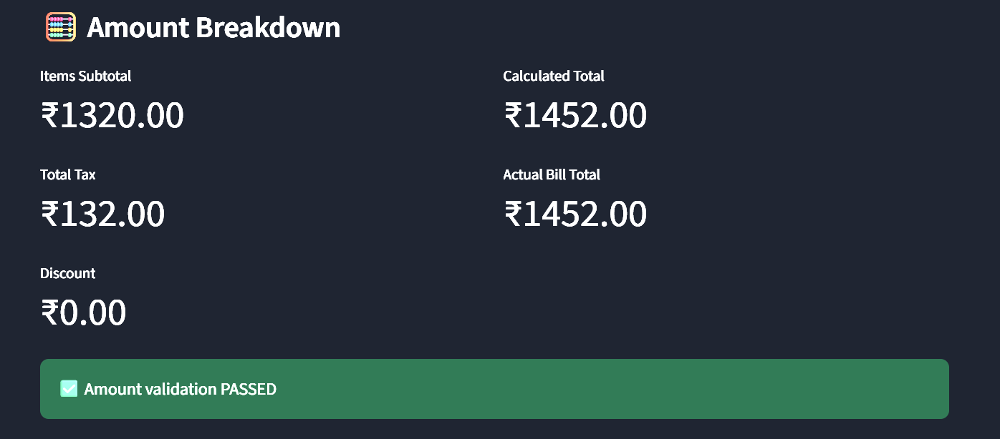 Amount Breakdown
Items Subtotal
₹1320.00
Calculated Total
₹1452.00
Total Tax
₹132.00
Actual Bill Total
₹1452.00
Discount
₹0.00
✅ Amount validation PASSED